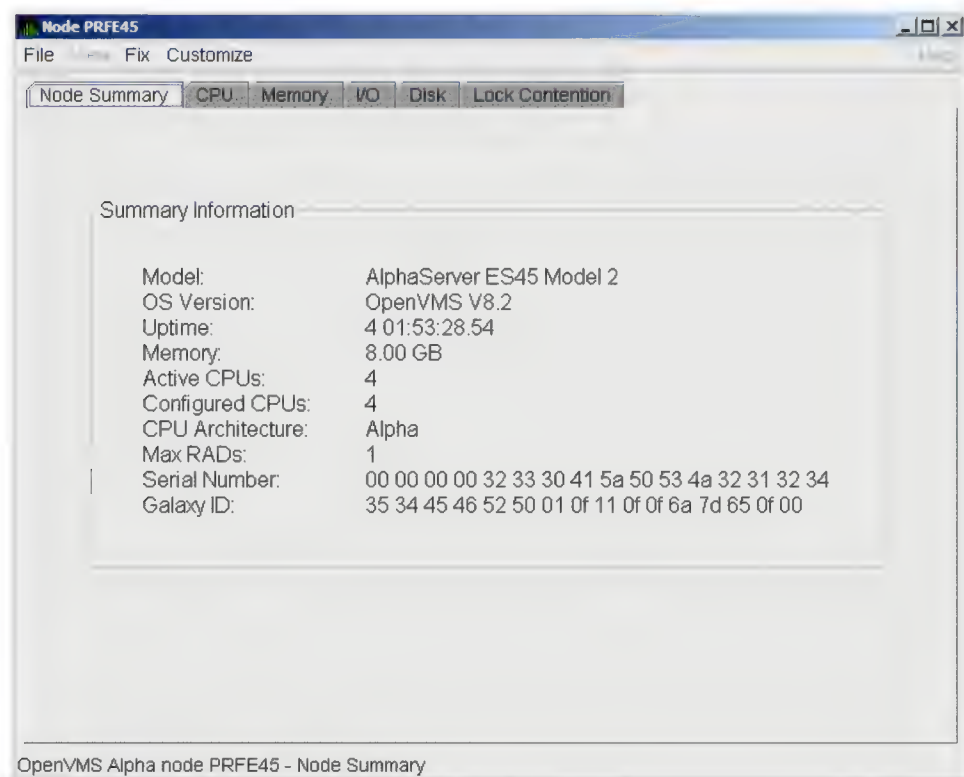 Node PRFE45
File Fix Customize
Node Summary CPU Memory I/O Disk Lock Contention
Summary Information
Model: AlphaServer ES45 Model 2
OS Version: OpenVMS V8.2
Uptime: 4 01:53:28.54
Memory: 8.00 GB
Active CPUs: 4
Configured CPUs: 4
CPU Architecture: Alpha
Max RADs: 1
Serial Number: 00 00 00 00 32 33 30 41 5a 50 53 4a 32 31 32 34
Galaxy ID: 35 34 45 46 52 50 01 0f 11 0f 0f 6a 7d 65 0f 00
OpenVMS Alpha node PRFE45 - Node Summary